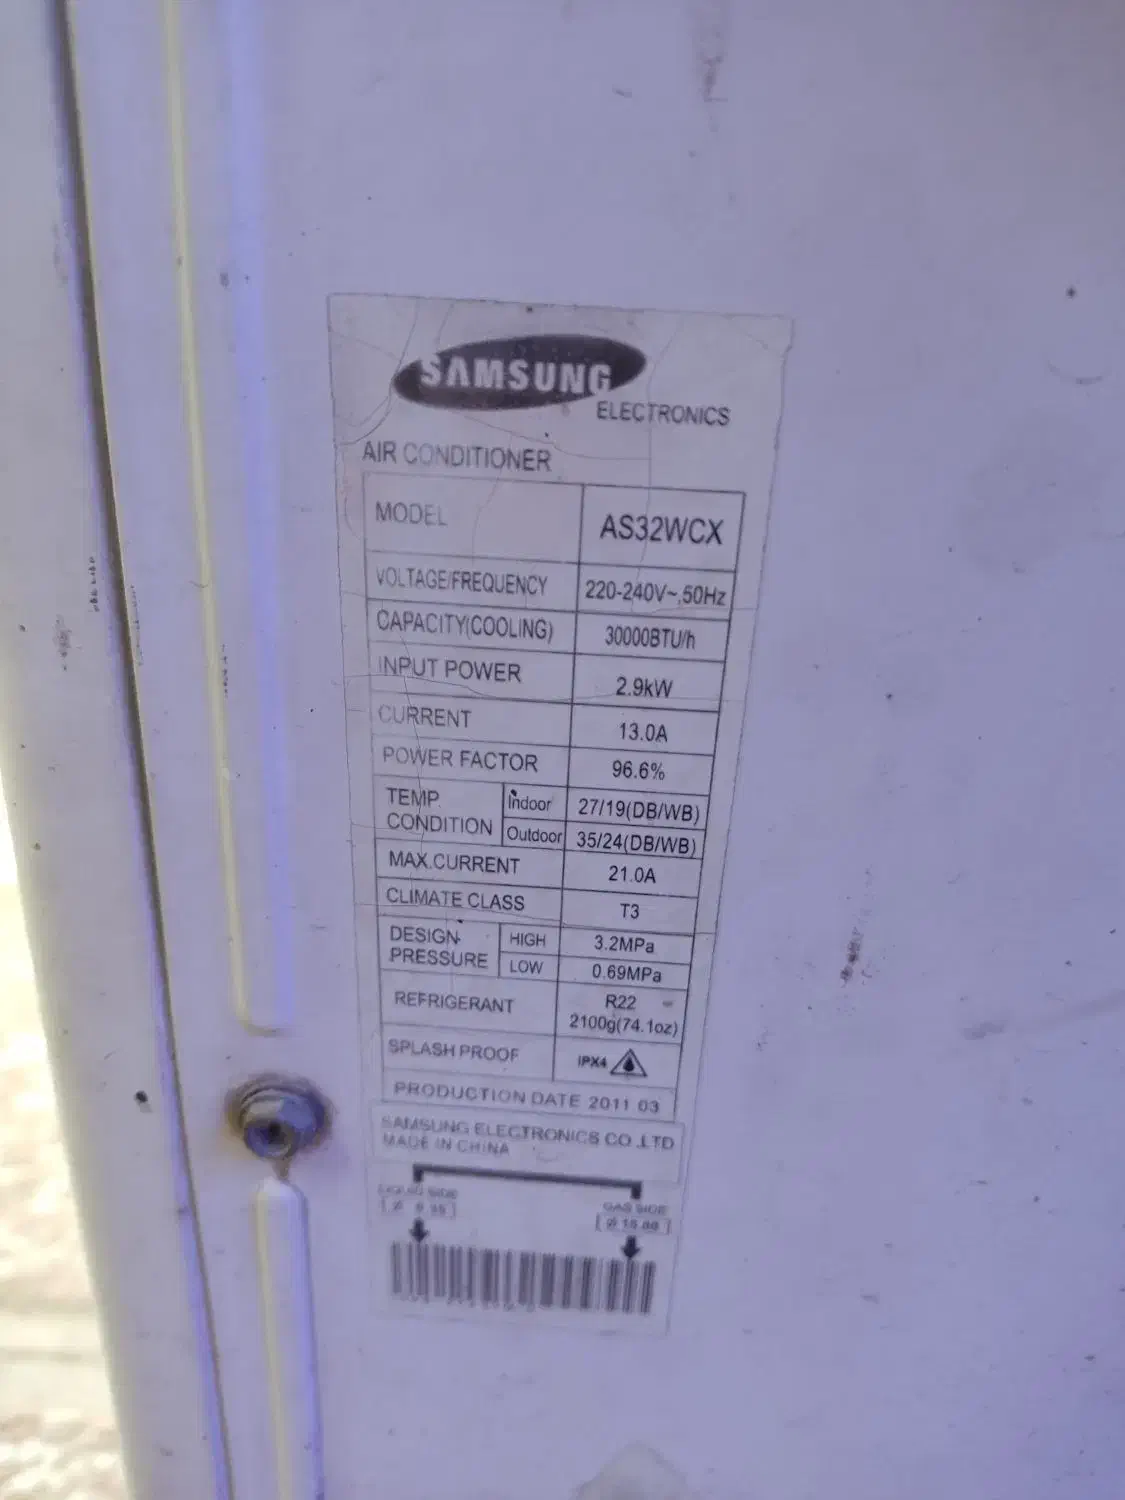 SAMSUNG
ELECTRONICS
AIR CONDITIONER
MODEL AS32WCX
VOLTAGE/FREQUENCY 220-240V~,50Hz
CAPACITY(COOLING) 30000BTU/h
INPUT POWER 2.9kW
CURRENT 13.0A
POWER FACTOR 96.6%
TEMP. CONDITION Indoor 27/19(DB/WB)
Outdoor 35/24(DB/WB)
MAX.CURRENT 21.0A
CLIMATE CLASS T3
DESIGN PRESSURE HIGH 3.2MPa
LOW 0.69MPa
REFRIGERANT R22
2100g(74.1oz)
SPLASH PROOF IPX4
PRODUCTION DATE 2011 03
SAMSUNG ELECTRONICS CO.,LTD
MADE IN CHINA
LIQUID SIDE
GAS SIDE